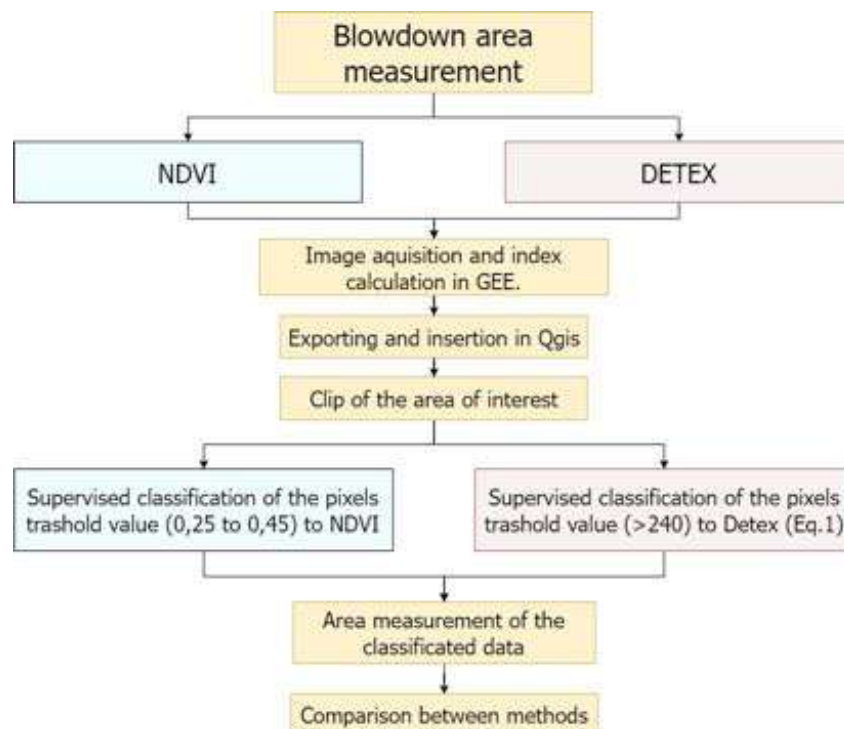 Blowdown area
measurement
NDVI
DETEX
Image aquisition and index
calculation in GEE.
Exporting and insertion in Qgis
Clip of the area of interest
Supervised classification of the pixels
trashold value (0,25 to 0,45) to NDVI
Supervised classification of the pixels
trashold value (>240) to Detex (Eq.1)
Area measurement of the
classificated data
Comparison between methods